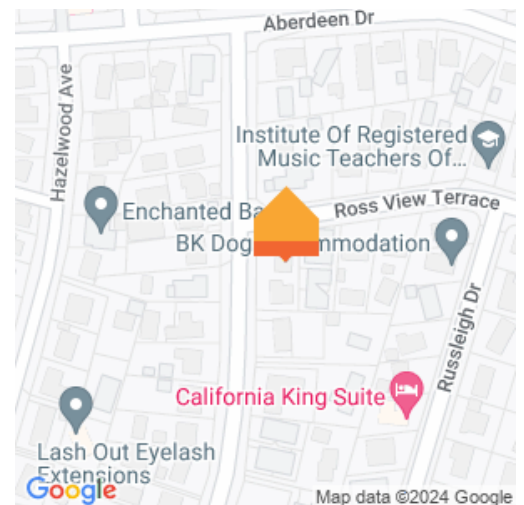 Aberdeen Dr
Hazelwood Ave
Institute Of Registered
Music Teachers Of...
Enchanted Ba
Ross View Terrace
BK Dog mmodation
Russleigh Dr
California King Suite
Lash Out Eyelash
Extensions
Google
Map data ©2024 Google